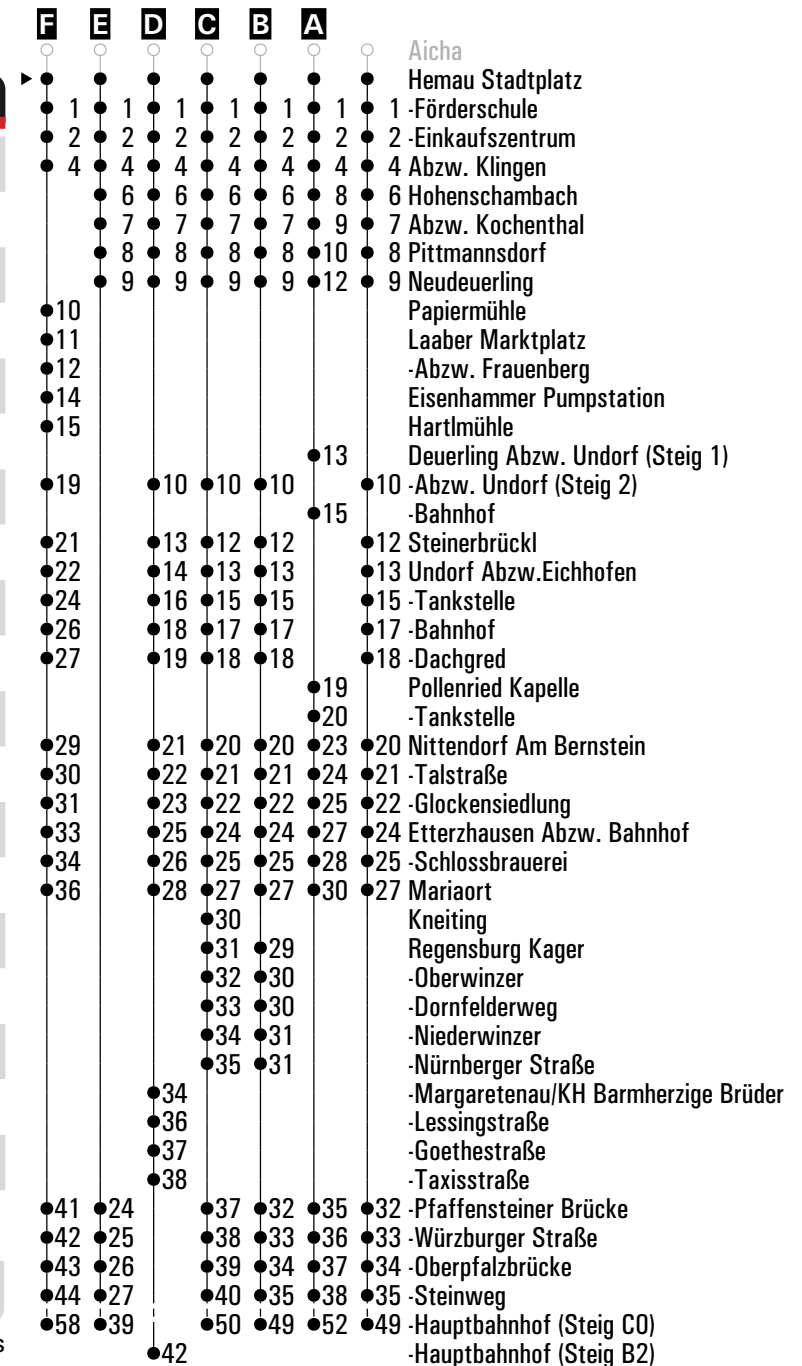 F E D C B A
Aicha
Hemau Stadtplatz
1 1 1 1 1 1 1 -Förderschule
2 2 2 2 2 2 2 -Einkaufszentrum
4 4 4 4 4 4 4 Abzw. Klingen
6 6 6 6 8 6 Hohenschambach
7 7 7 7 9 7 Abzw. Kochenthal
8 8 8 8 10 8 Pittmannsdorf
9 9 9 9 12 9 Neudeuerling
10 Papiermühle
11 Laaber Marktplatz
12 -Abzw. Frauenberg
14 Eisenhammer Pumpstation
15 Hartlmühle
13 Deuerling Abzw. Undorf (Steig 1)
19 10 10 10 10 -Abzw. Undorf (Steig 2)
15 -Bahnhof
21 13 12 12 12 Steinerbrückl
22 14 13 13 13 Undorf Abzw.Eichhofen
24 16 15 15 15 -Tankstelle
26 18 17 17 17 -Bahnhof
27 19 18 18 18 -Dachgred
19 Pollenried Kapelle
20 -Tankstelle
29 21 20 20 23 20 Nittendorf Am Bernstein
30 22 21 21 24 21 -Talstraße
31 23 22 22 25 22 -Glockensiedlung
33 25 24 24 27 24 Etterzhausen Abzw. Bahnhof
34 26 25 25 28 25 -Schlossbrauerei
36 28 27 27 30 27 Mariaort
30 Kneiting
31 29 Regensburg Kager
32 30 -Oberwinzer
33 30 -Dornfelderweg
34 31 -Niederwinzer
35 31 -Nürnberger Straße
34 -Margaretenau/KH Barmherzige Brüder
36 -Lessingstraße
37 -Goethestraße
38 -Taxisstraße
41 24 37 32 35 32 -Pfaffensteiner Brücke
42 25 38 33 36 33 -Würzburger Straße
43 26 39 34 37 34 -Oberpfalzbrücke
44 27 40 35 38 35 -Steinweg
58 39 50 49 52 49 -Hauptbahnhof (Steig C0)
s
42 -Hauptbahnhof (Steig B2)